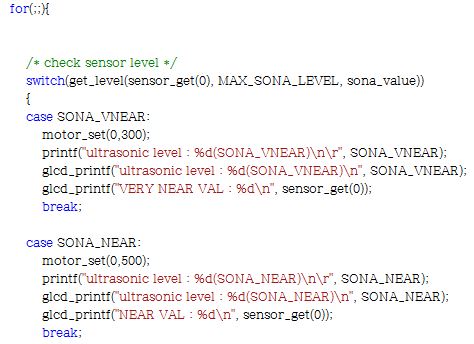 for(;;){
/* check sensor level */
switch(get_level(sensor_get(0), MAX_SONA_LEVEL, sona_value))
{
case SONA_VNEAR:
motor_set(0,300);
printf("ultrasonic level : %d(SONA_VNEAR)\n\r", SONA_VNEAR);
glcd_printf("ultrasonic level : %d(SONA_VNEAR)\n", SONA_VNEAR);
glcd_printf("VERY NEAR VAL : %d\n", sensor_get(0));
break;
case SONA_NEAR:
motor_set(0,500);
printf("ultrasonic level : %d(SONA_NEAR)\n\r", SONA_NEAR);
glcd_printf("ultrasonic level : %d(SONA_NEAR)\n", SONA_NEAR);
glcd_printf("NEAR VAL : %d\n", sensor_get(0));
break;